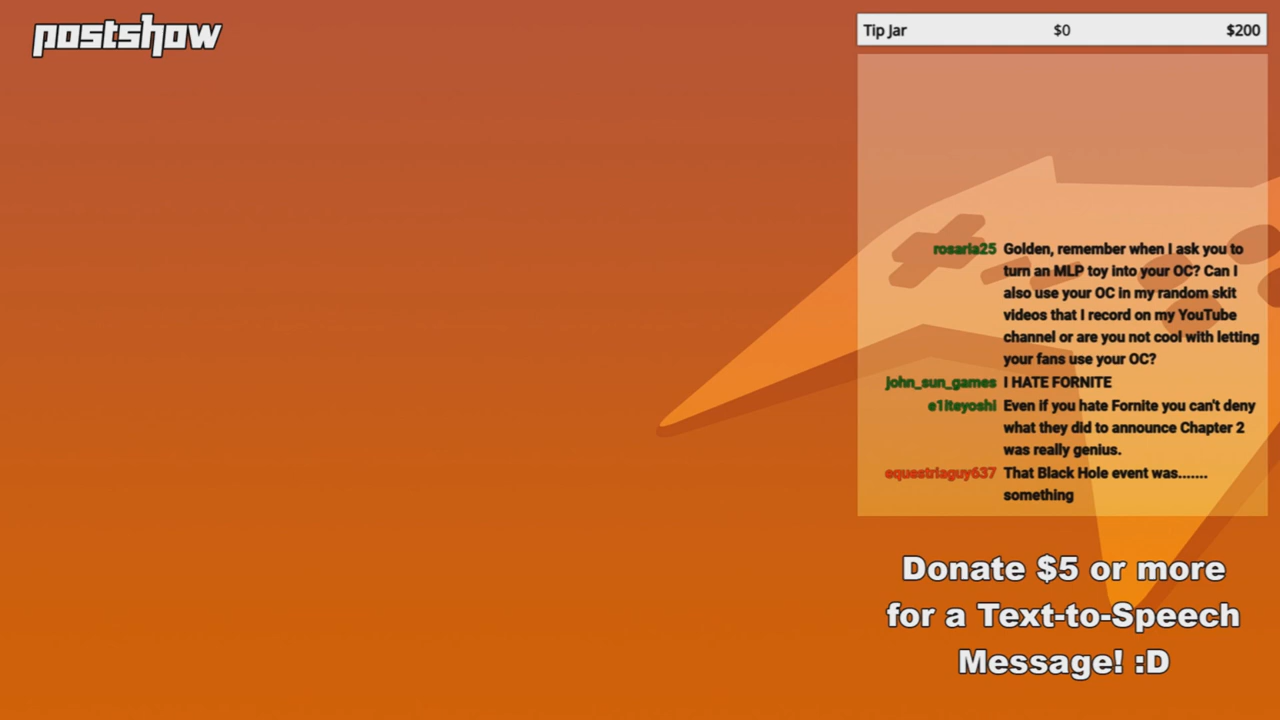 postshow
Tip Jar $0 $200
rosaria25 Golden, remember when I ask you to
turn an MLP toy into your OC? Can I
also use your OC in my random skit
videos that I record on my YouTube
channel or are you not cool with letting
your fans use your OC?
john_sun_games I HATE FORNITE
e1iteyoshi Even if you hate Fornite you can't deny
what they did to announce Chapter 2
was really genius.
equestriaguy637 That Black Hole event was.......
something
Donate $5 or more
for a Text-to-Speech
Message! :D